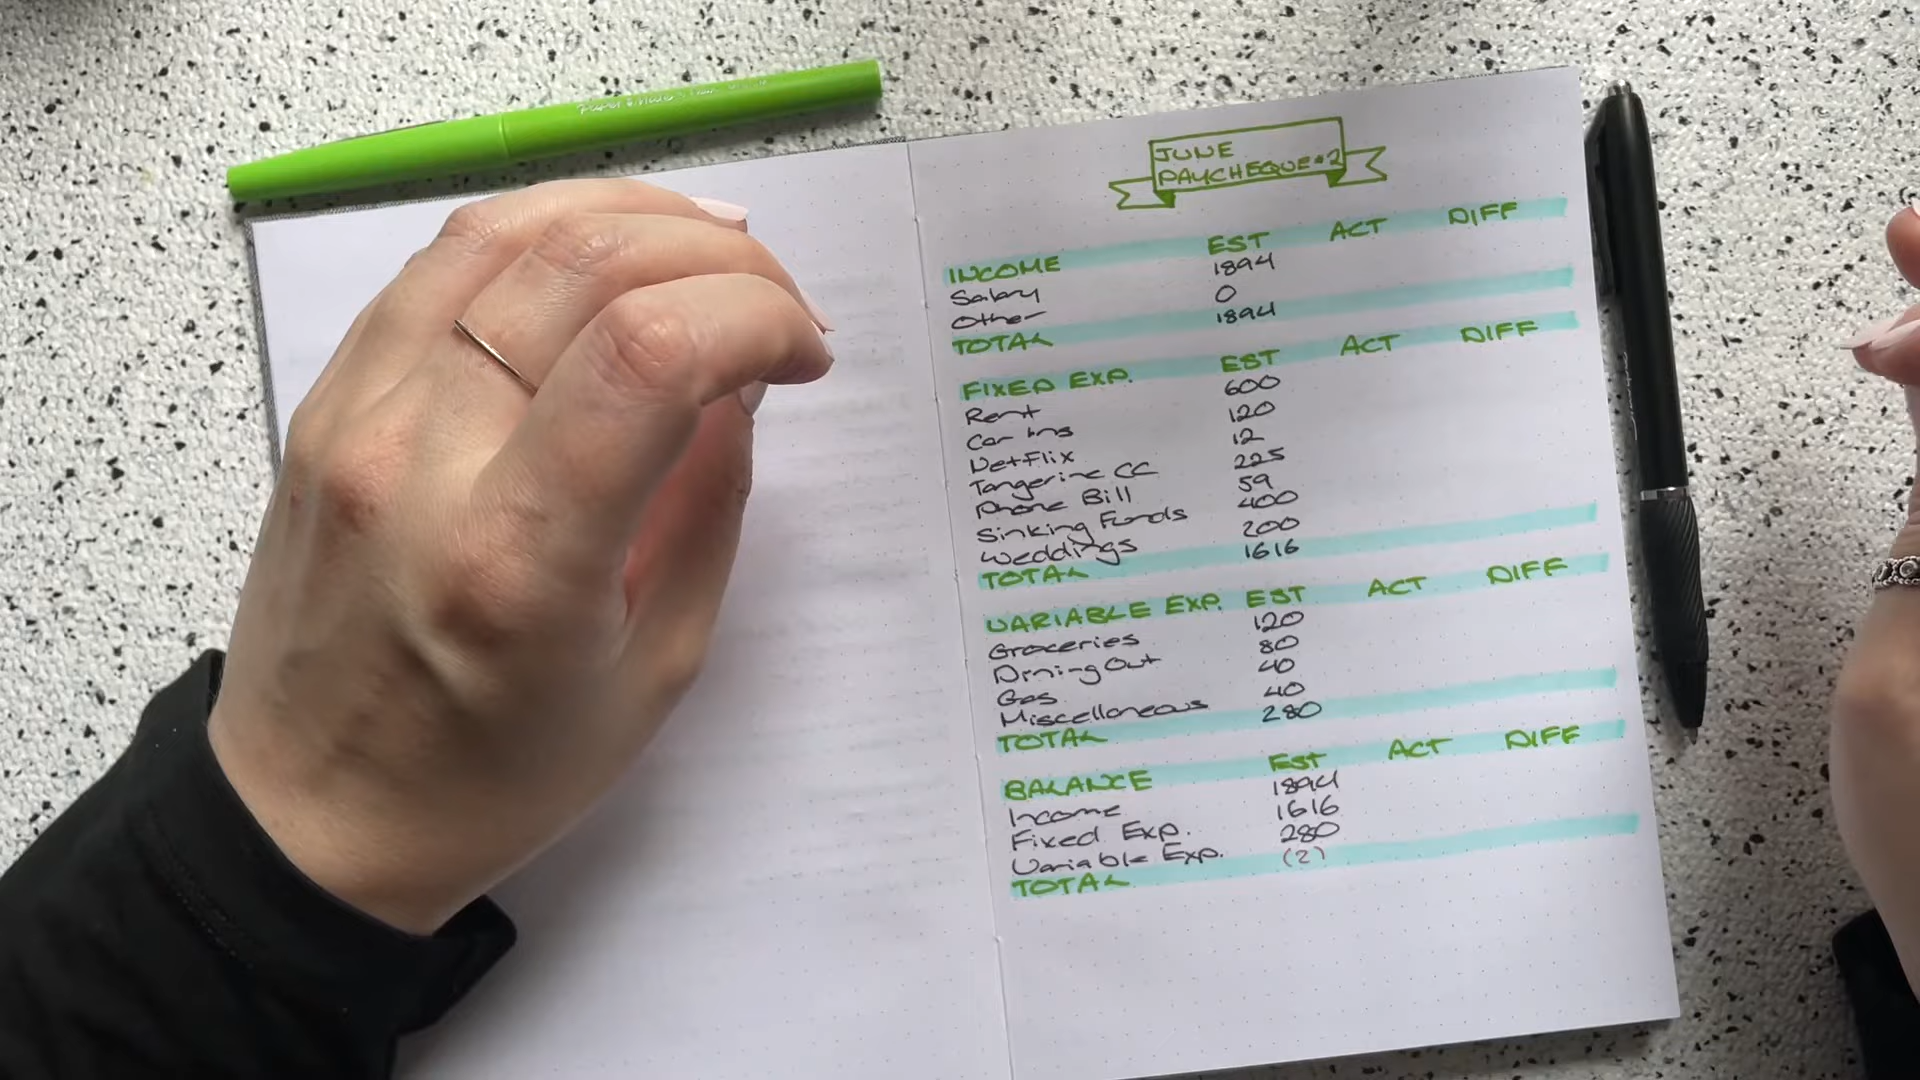 JUNE
PAYCHEQUE #2
INCOME EST ACT DIFF
Salary 1894
Other 0
TOTAL 1894
FIXED EXP. EST ACT DIFF
Rent 600
Car Ins 120
Netflix 12
Tangerine CC 225
Phone Bill 59
Sinking Funds 400
Weddings 200
TOTAL 1616
VARIABLE EXP. EST ACT DIFF
Groceries 120
Dining Out 80
Gas 40
Miscellaneous 40
TOTAL 280
BALANCE EST ACT DIFF
Income 1894
Fixed Exp. 1616
Variable Exp. 280
TOTAL (2)